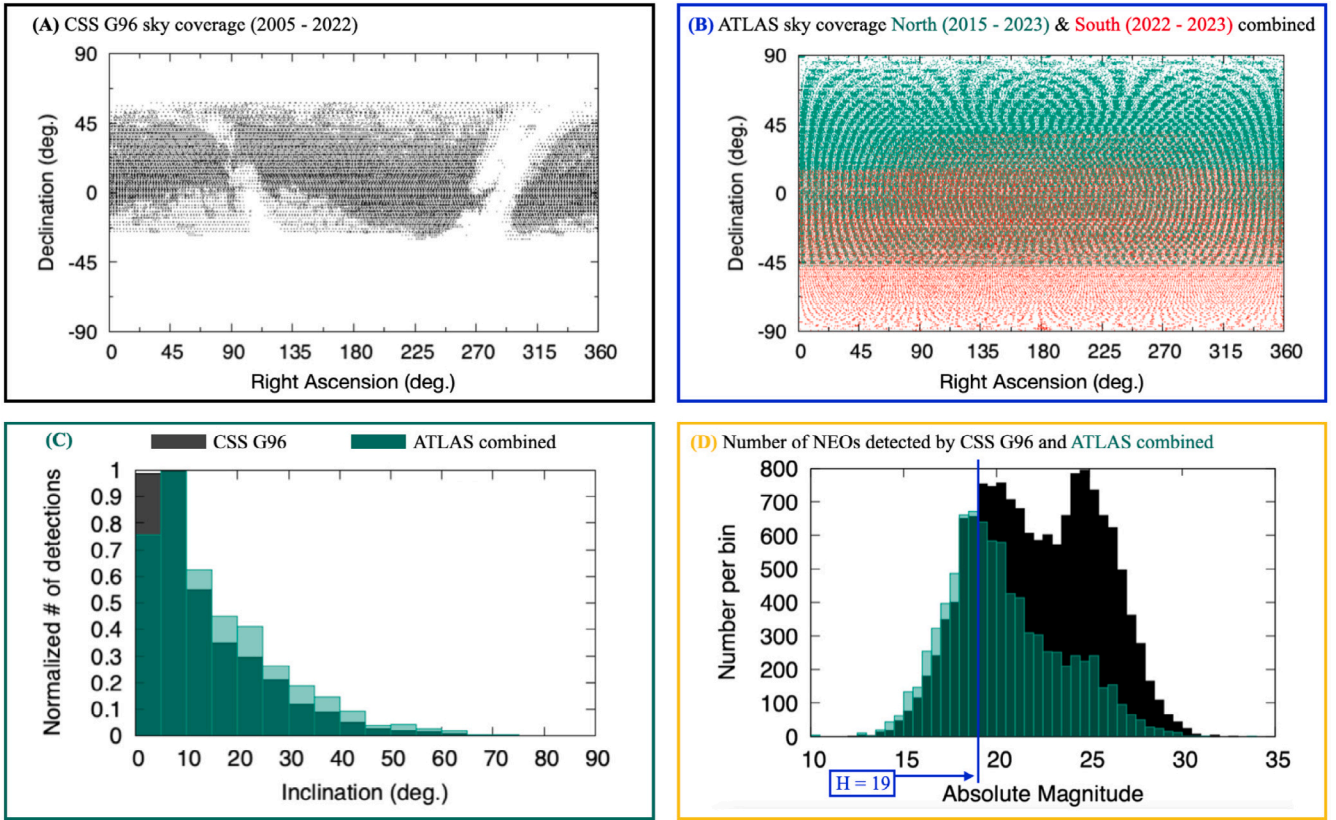 (A) CSS G96 sky coverage (2005 - 2022)
90
45
0
-45
-90
Declination (deg.)
0 45 90 135 180 225 270 315 360
Right Ascension (deg.)
(B) ATLAS sky coverage North (2015 - 2023) & South (2022 - 2023) combined
90
45
0
-45
-90
Declination (deg.)
0 45 90 135 180 225 270 315 360
Right Ascension (deg.)
(C) CSS G96 ATLAS combined
1
0.9
0.8
0.7
0.6
0.5
0.4
0.3
0.2
0.1
0
Normalized # of detections
0 10 20 30 40 50 60 70 80 90
Inclination (deg.)
(D) Number of NEOs detected by CSS G96 and ATLAS combined
800
700
600
500
400
300
200
100
0
Number per bin
10 15 20 25 30 35
H = 19
Absolute Magnitude